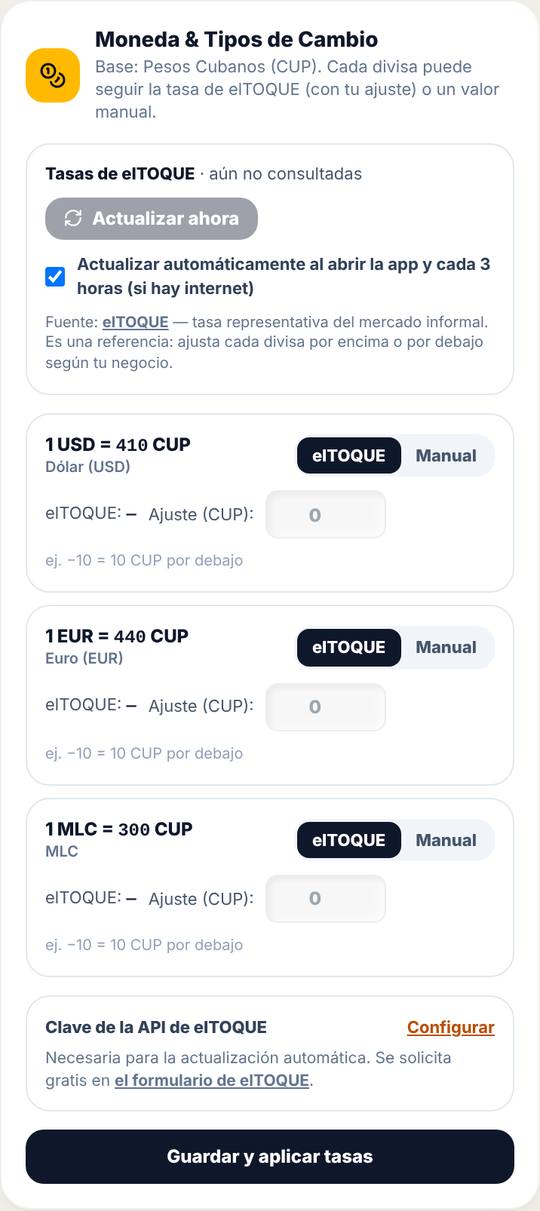 Moneda & Tipos de Cambio
Base: Pesos Cubanos (CUP). Cada divisa puede
seguir la tasa de elTOQUE (con tu ajuste) o un valor
manual.
Tasas de elTOQUE · aún no consultadas
Actualizar ahora
Actualizar automáticamente al abrir la app y cada 3
horas (si hay internet)
Fuente: elTOQUE — tasa representativa del mercado informal.
Es una referencia: ajusta cada divisa por encima o por debajo
según tu negocio.
1 USD = 410 CUP
Dólar (USD)
elTOQUE Manual
elTOQUE: — Ajuste (CUP): 0
ej. −10 = 10 CUP por debajo
1 EUR = 440 CUP
Euro (EUR)
elTOQUE Manual
elTOQUE: — Ajuste (CUP): 0
ej. −10 = 10 CUP por debajo
1 MLC = 300 CUP
MLC
elTOQUE Manual
elTOQUE: — Ajuste (CUP): 0
ej. −10 = 10 CUP por debajo
Clave de la API de elTOQUE Configurar
Necesaria para la actualización automática. Se solicita
gratis en el formulario de elTOQUE.
Guardar y aplicar tasas